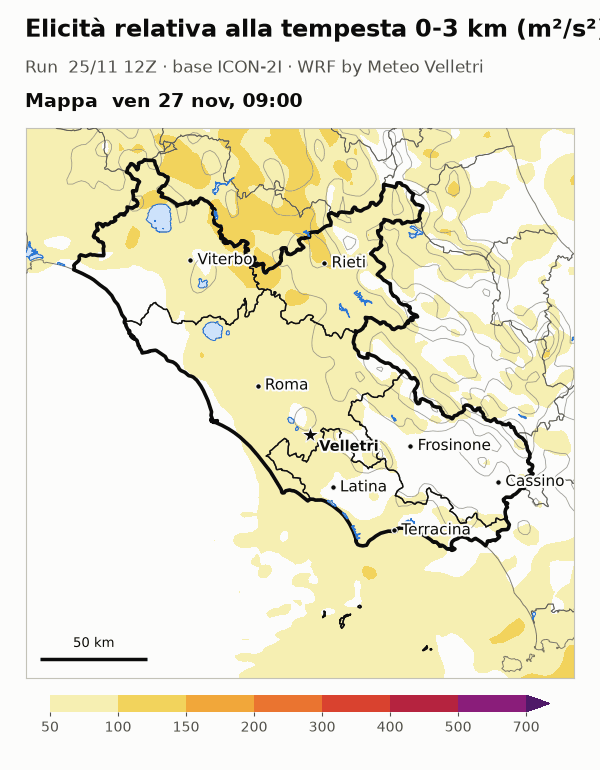 Elicità relativa alla tempesta 0-3 km (m²/s²)
Run 25/11 12Z · base ICON-2I · WRF by Meteo Velletri
Mappa ven 27 nov, 09:00
Viterbo
Rieti
Roma
Velletri
Frosinone
Latina
Cassino
Terracina
50 km
50 100 150 200 300 400 500 700